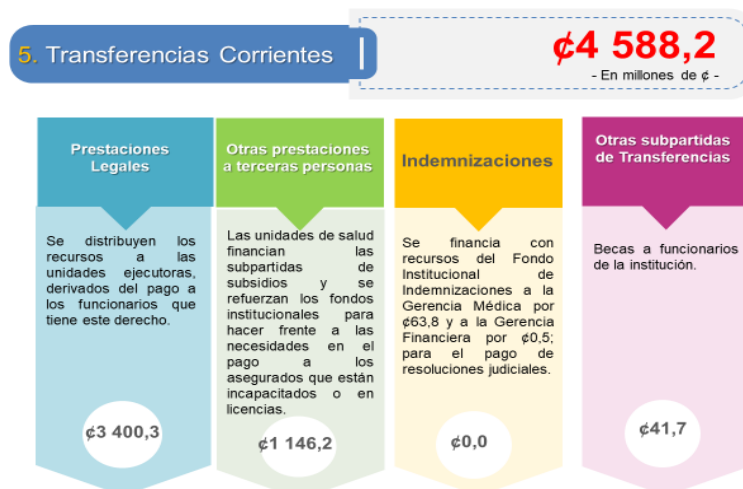 5. Transferencias Corrientes
¢4 588,2
- En millones de ¢ -
Prestaciones
Legales
Se distribuyen los
recursos a las
unidades ejecutoras,
derivados del pago a
los funcionarios que
tiene este derecho.
¢3 400,3
Otras prestaciones
a terceras personas
Las unidades de salud
financian las
subpartidas de
subsidios y se
refuerzan los fondos
institucionales para
hacer frente a las
necesidades en el
pago a los
asegurados que están
incapacitados o en
licencias.
¢1 146,2
Indemnizaciones
Se financia con
recursos del Fondo
Institucional de
Indemnizaciones a la
Gerencia Médica por
¢63,8 y a la Gerencia
Financiera por ¢0,5;
para el pago de
resoluciones judiciales.
¢0,0
Otras subpartidas
de Transferencias
Becas a funcionarios
de la institución.
¢41,7